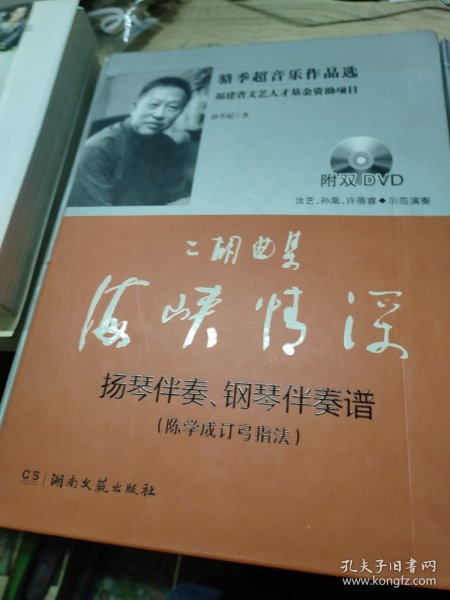 骆季超音乐作品选
福建省文艺人才基金资助项目
骆季超◆著
附双DVD
汝艺、孙凰、许蓓睿◆示范演奏
二胡曲集
海峡情深
扬琴伴奏、钢琴伴奏谱
(陈学成订弓指法)
CS 湖南文艺出版社
孔夫子旧书网
www.kongfz.com